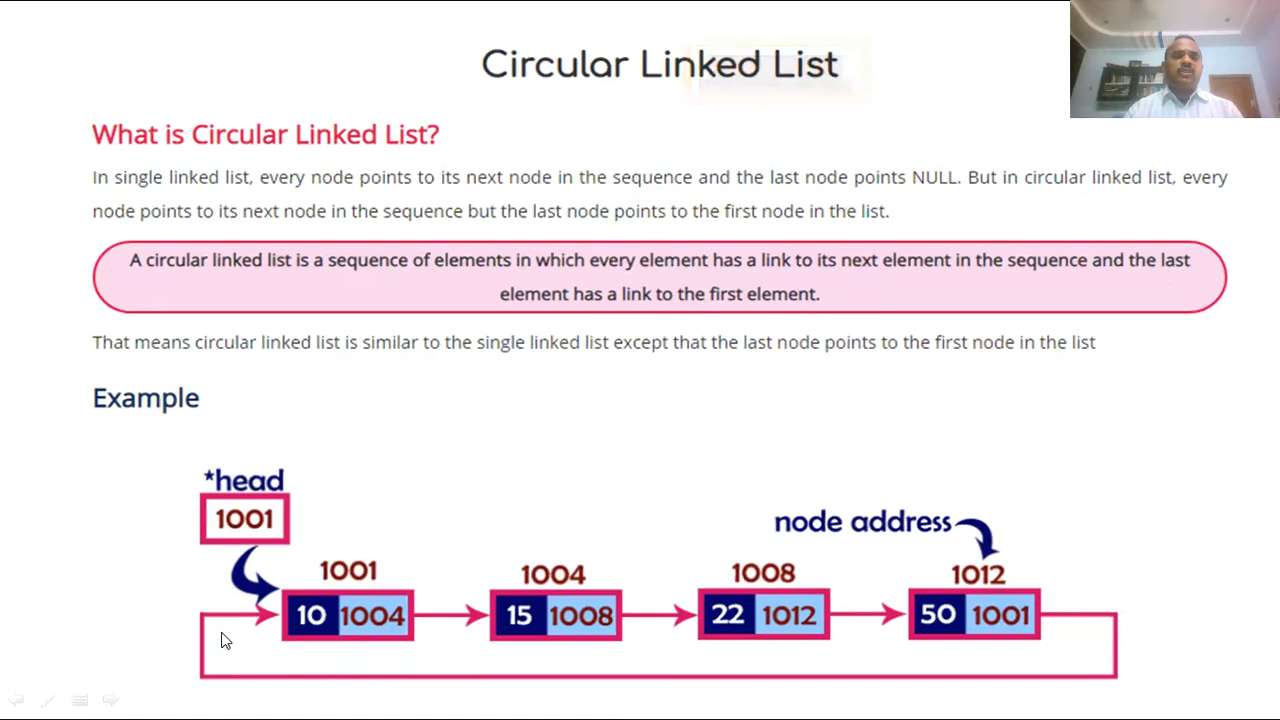 Circular Linked List
What is Circular Linked List?
In single linked list, every node points to its next node in the sequence and the last node points NULL. But in circular linked list, every
node points to its next node in the sequence but the last node points to the first node in the list.
A circular linked list is a sequence of elements in which every element has a link to its next element in the sequence and the last
element has a link to the first element.
That means circular linked list is similar to the single linked list except that the last node points to the first node in the list
Example
*head
1001
node address
1001 1004 1008 1012
10 1004 15 1008 22 1012 50 1001